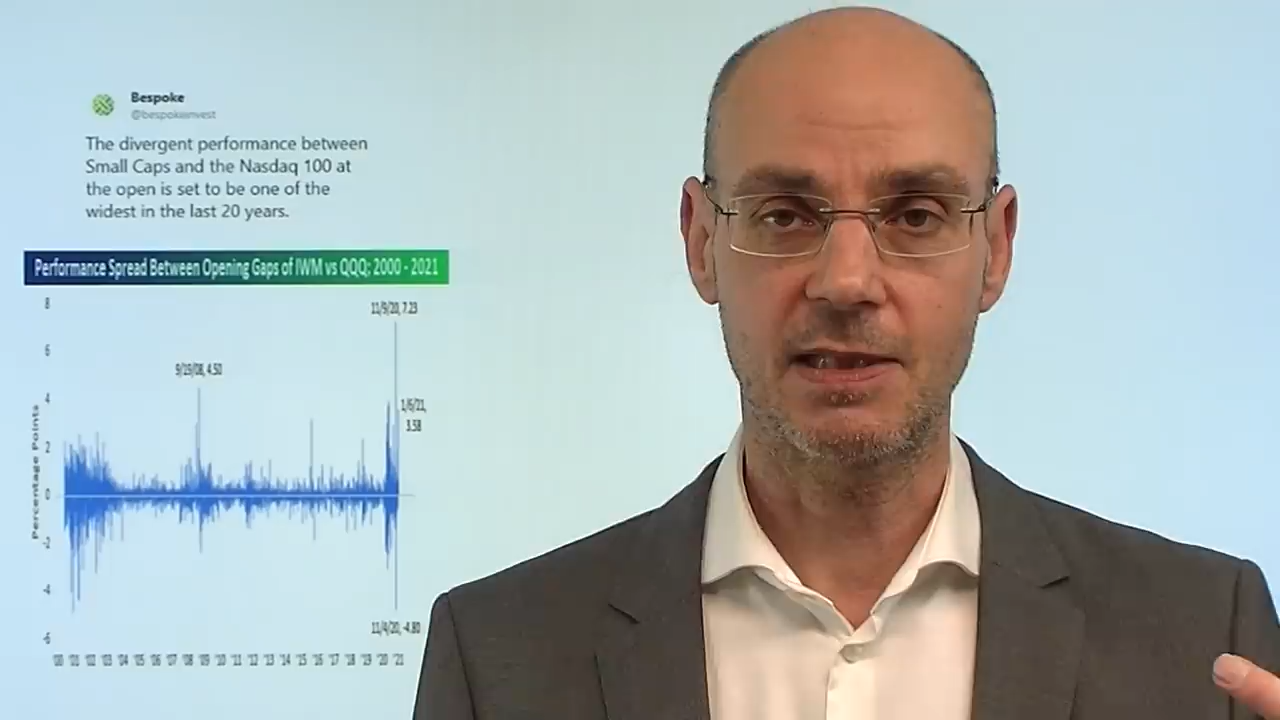 Bespoke
@bespokeinvest
The divergent performance between
Small Caps and the Nasdaq 100 at
the open is set to be one of the
widest in the last 20 years.
Performance Spread Between Opening Gaps of IWM vs QQQ: 2000 - 2021
8
11/9/20, 7.23
6
9/19/08, 4.50
4
1/6/21,
3.58
Percentage Points
2
0
-2
-4
11/4/20, -4.80
-6
'00 '01 '02 '03 '04 '05 '06 '07 '08 '09 '10 '11 '12 '13 '14 '15 '16 '17 '18 '19 '20 '21